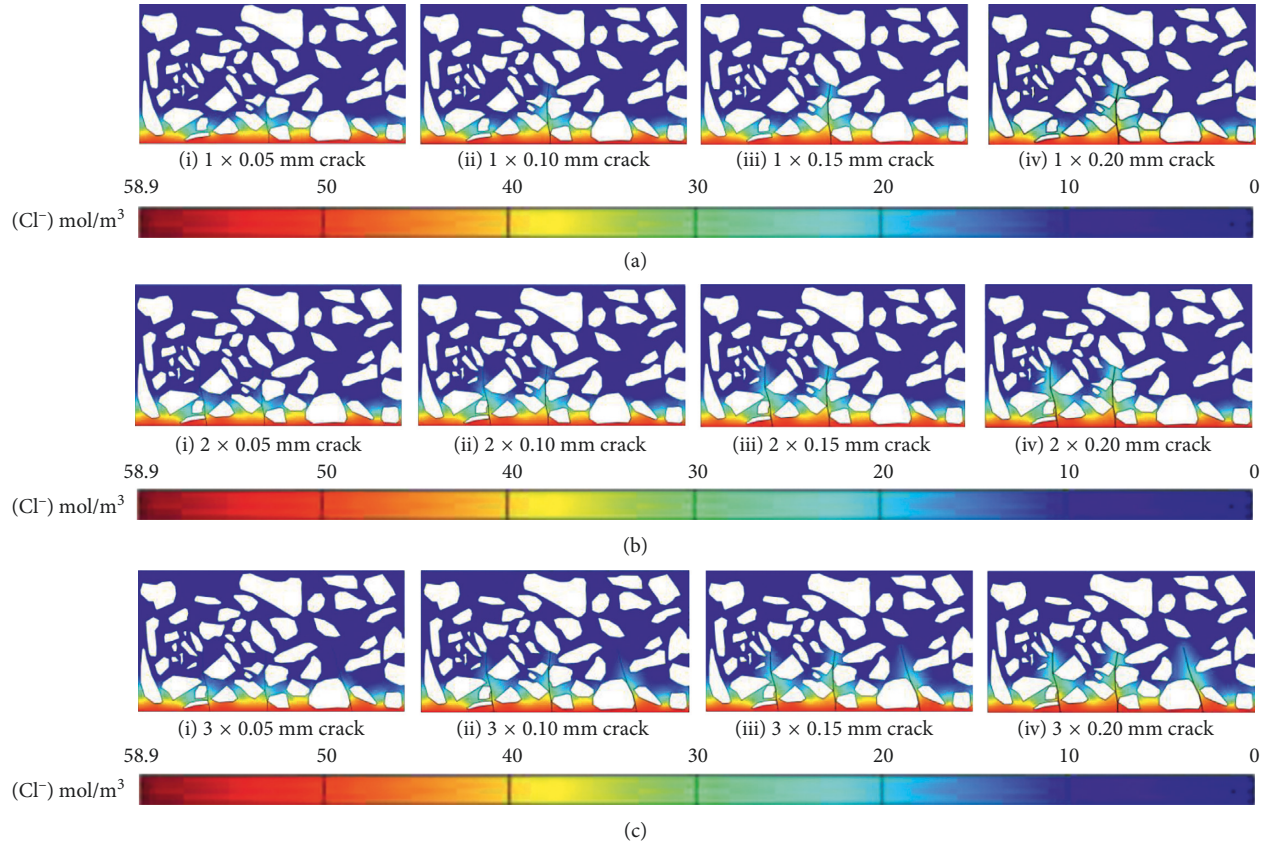 (i) 1 × 0.05 mm crack
(ii) 1 × 0.10 mm crack
(iii) 1 × 0.15 mm crack
(iv) 1 × 0.20 mm crack
58.9 50 40 30 20 10 0
(Cl⁻) mol/m³
(a)
(i) 2 × 0.05 mm crack
(ii) 2 × 0.10 mm crack
(iii) 2 × 0.15 mm crack
(iv) 2 × 0.20 mm crack
58.9 50 40 30 20 10 0
(Cl⁻) mol/m³
(b)
(i) 3 × 0.05 mm crack
(ii) 3 × 0.10 mm crack
(iii) 3 × 0.15 mm crack
(iv) 3 × 0.20 mm crack
58.9 50 40 30 20 10 0
(Cl⁻) mol/m³
(c)